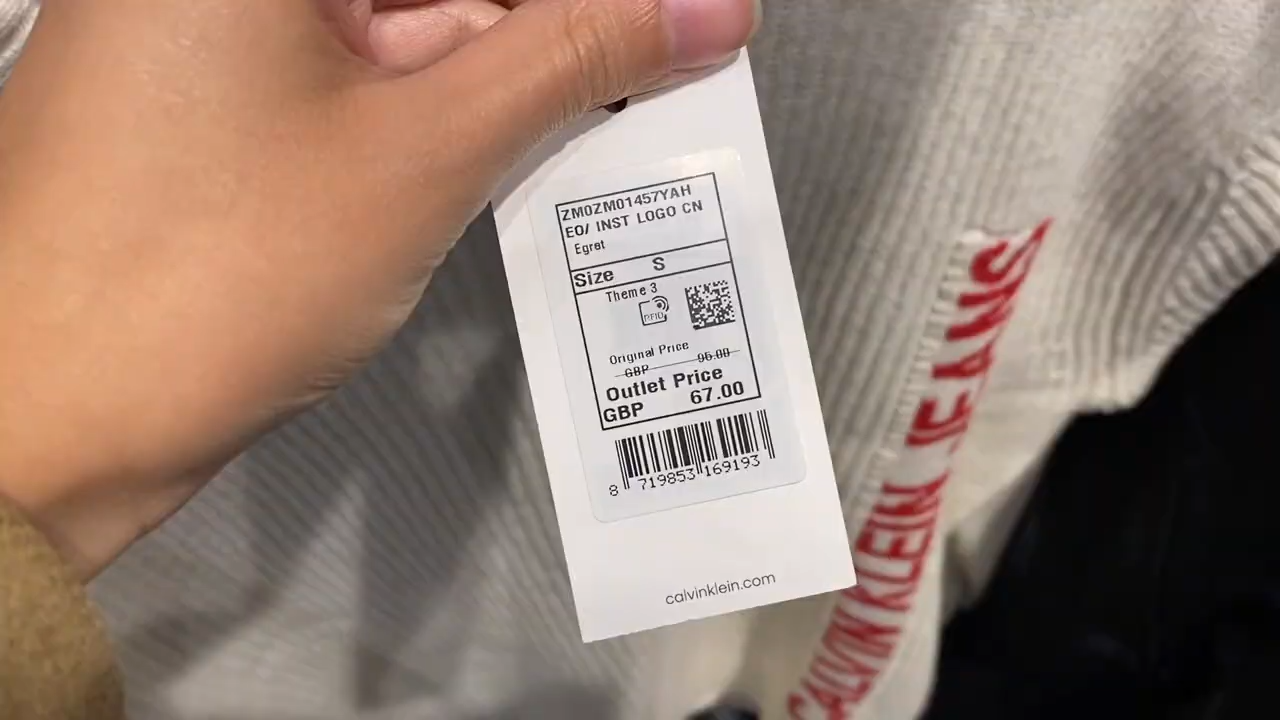 ZM0ZM01457YAH
EO/ INST LOGO CN
Egret
Size S
Theme 3
RFID
Original Price
GBP 95.00
Outlet Price
GBP 67.00
8 719853 169193
calvinklein.com
CALVIN KLEIN JEANS